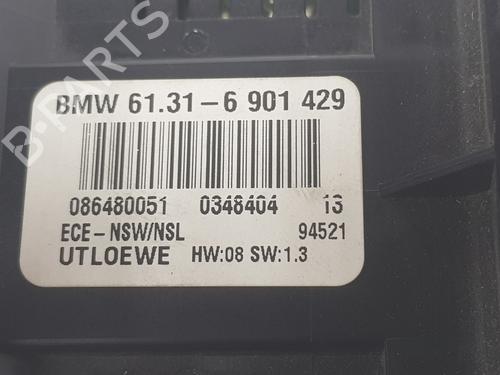 BMW 61.31-6 901 429
086480051 0348404 13
ECE-NSW/NSL 94521
UTLOEWE HW:08 SW:1.3
B-PARTS